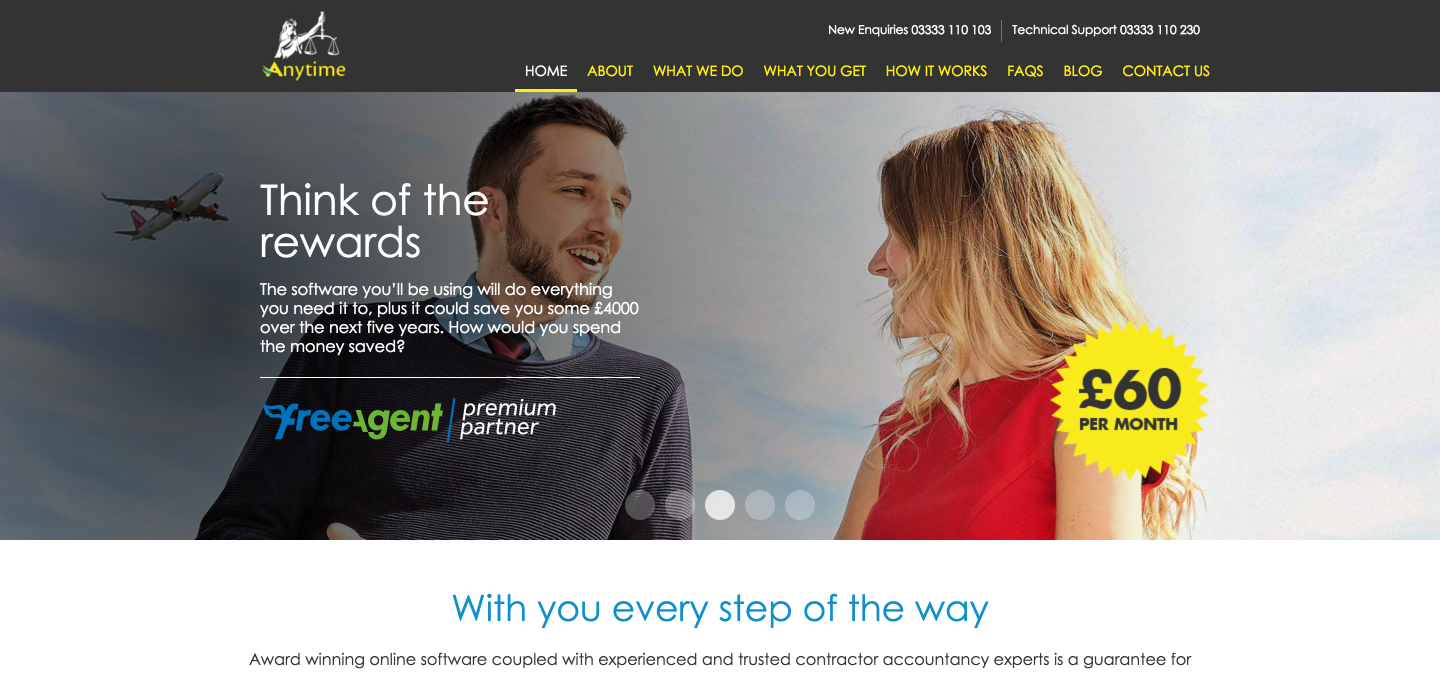 Anytime
New Enquiries 03333 110 103
Technical Support 03333 110 230
HOME ABOUT WHAT WE DO WHAT YOU GET HOW IT WORKS FAQS BLOG CONTACT US
Think of the
rewards
The software you’ll be using will do everything
you need it to, plus it could save you some £4000
over the next five years. How would you spend
the money saved?
freeagent premium
partner
£60
PER MONTH
With you every step of the way
Award winning online software coupled with experienced and trusted contractor accountancy experts is a guarantee for